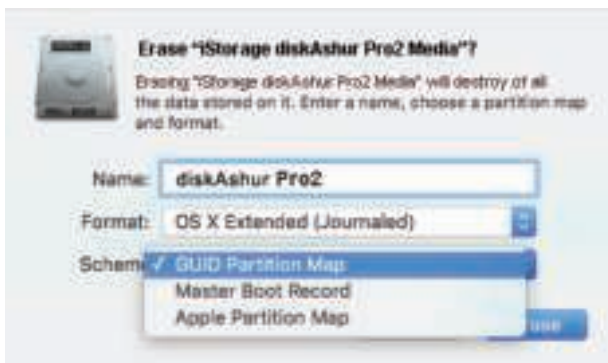 Erase "iStorage diskAshur Pro2 Media"?
Erasing "iStorage diskAshur Pro2 Media" will destroy of all
the data stored on it. Enter a name, choose a partition map
and format.
Name: diskAshur Pro2
Format: OS X Extended (Journaled)
Scheme ✓ GUID Partition Map
Master Boot Record
Apple Partition Map